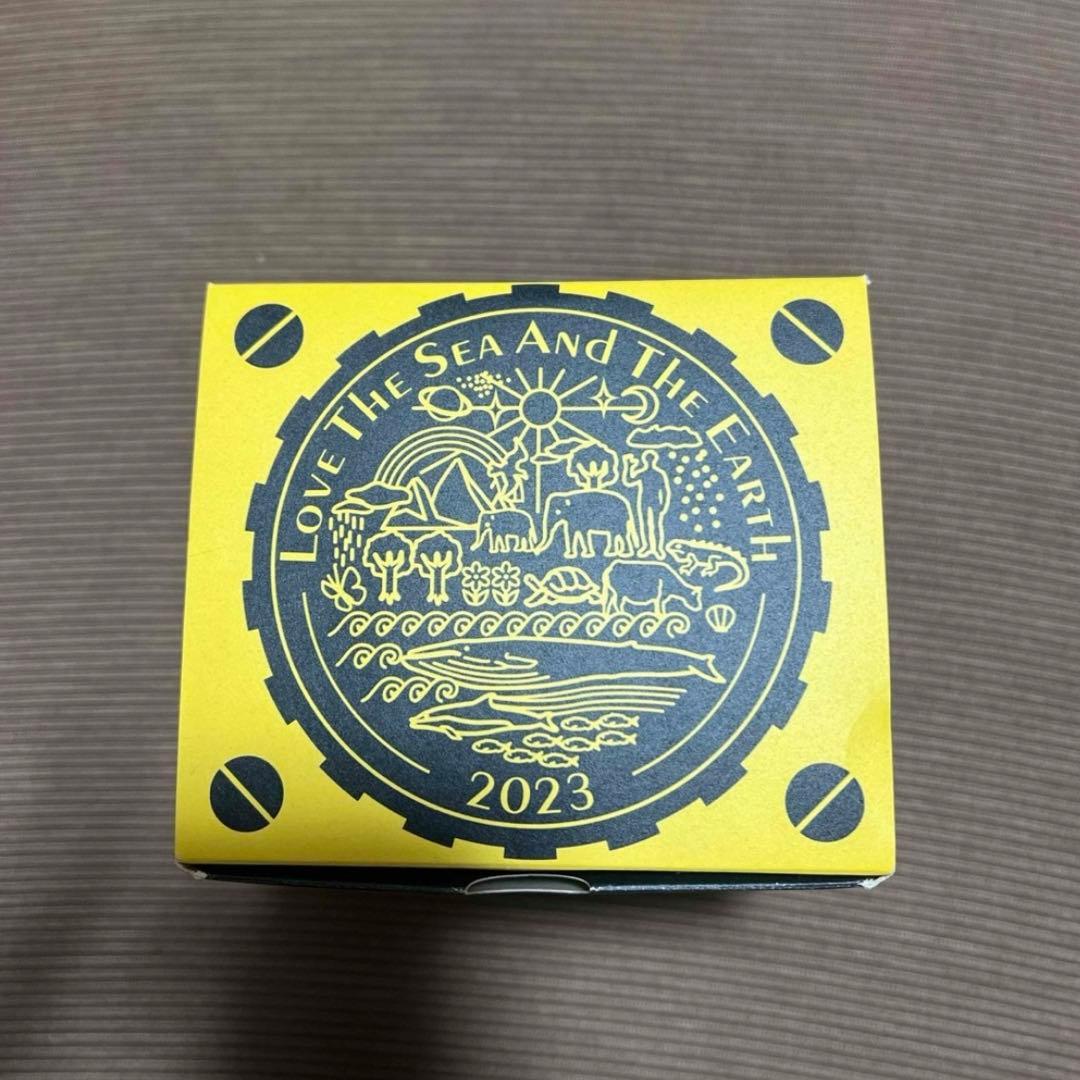 LOVE THE SEA AND THE EARTH
2023